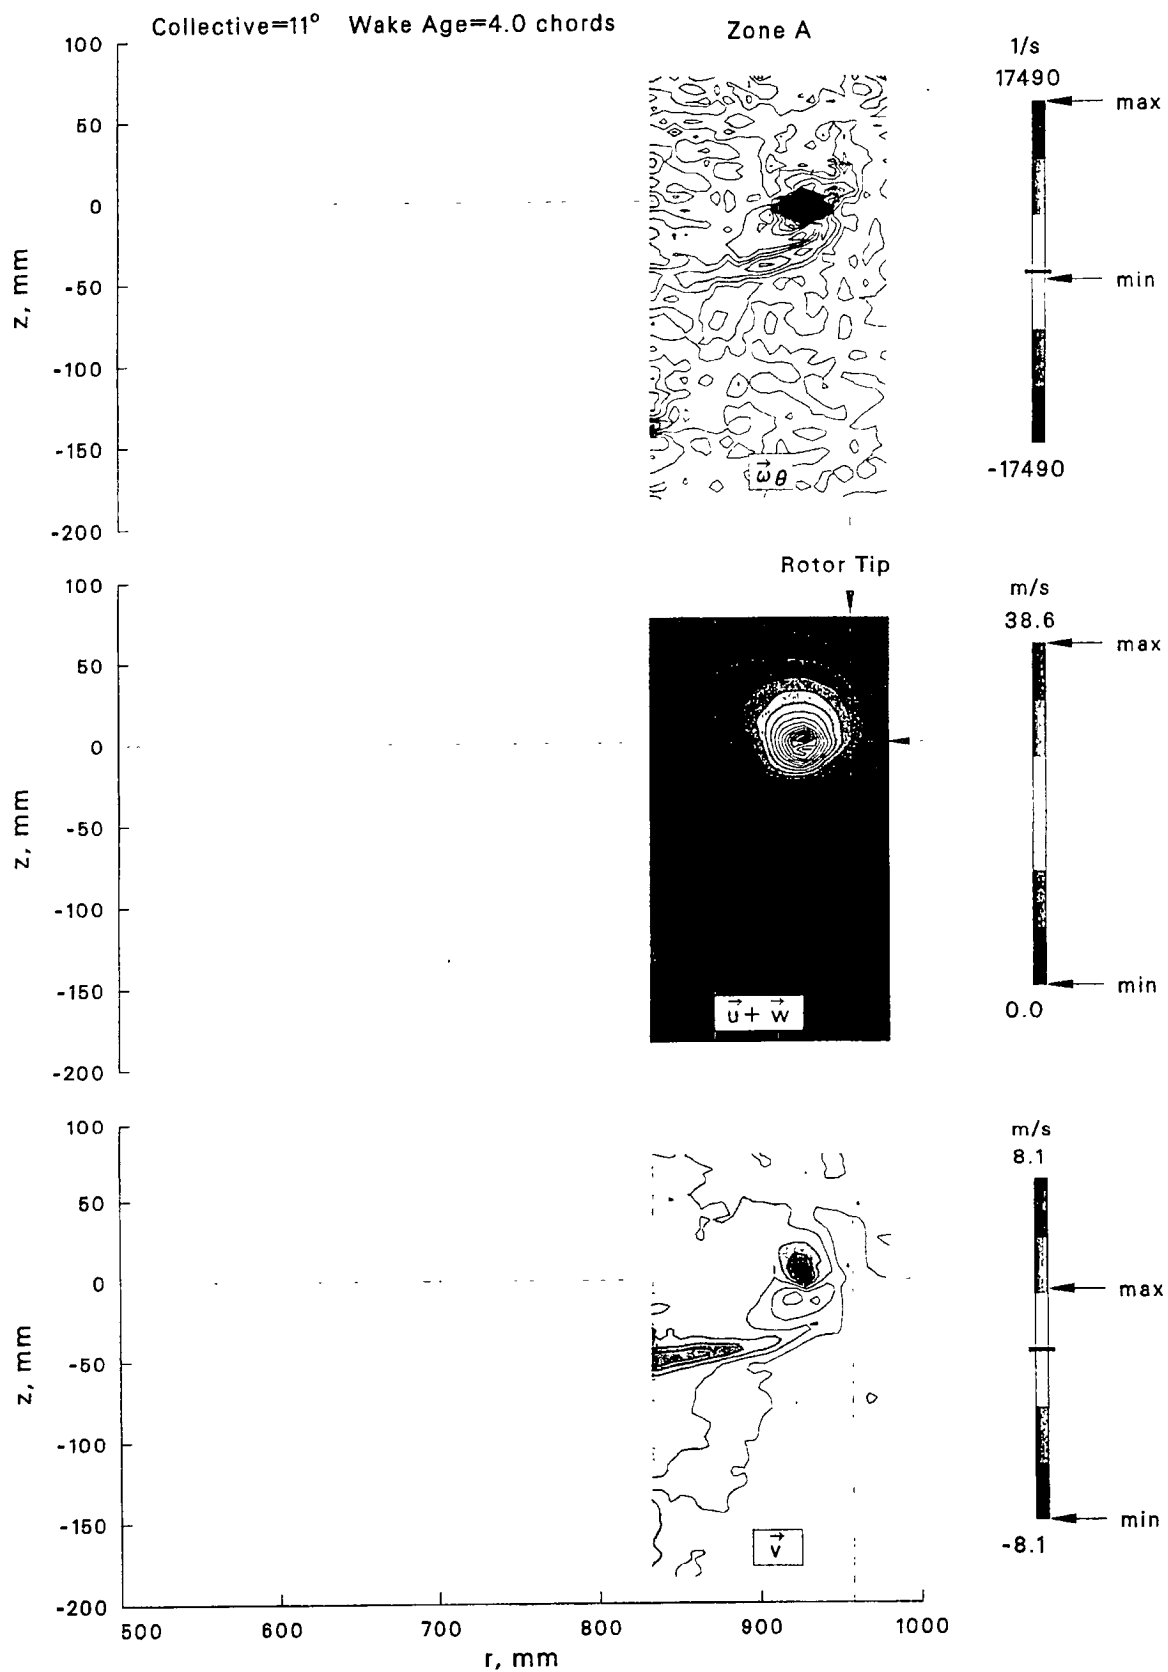 Collective=11° Wake Age=4.0 chords Zone A
100
50
0
-50
-100
-150
-200
z, mm
ω⃗θ
1/s
17490
max
min
-17490
Rotor Tip
100
50
0
-50
-100
-150
-200
z, mm
u⃗ + w⃗
m/s
38.6
max
min
0.0
100
50
0
-50
-100
-150
-200
z, mm
v⃗
m/s
8.1
max
min
-8.1
500 600 700 800 900 1000
r, mm